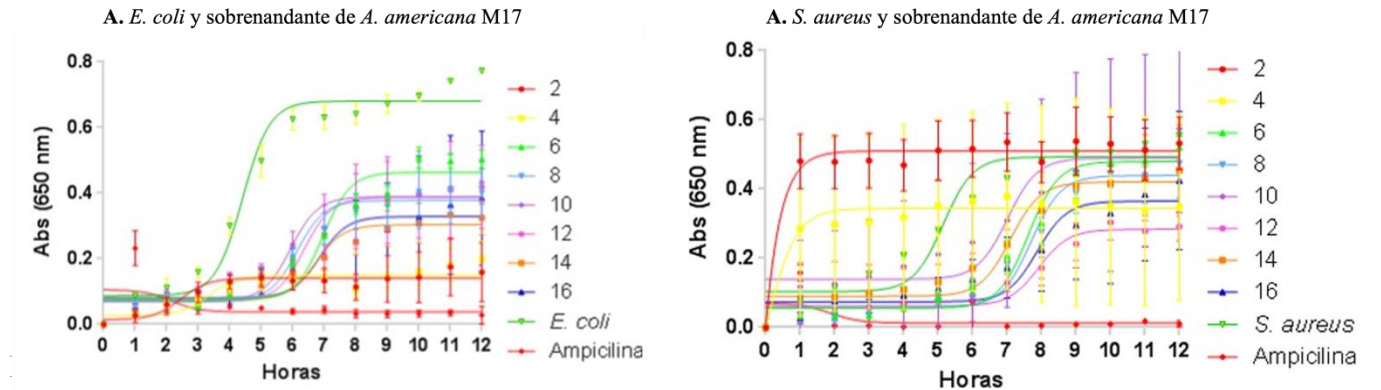 A. E. coli y sobrenandante de A. americana M17
0.8
0.6
0.4
0.2
0.0
Abs (650 nm)
0 1 2 3 4 5 6 7 8 9 10 11 12
Horas
2
4
6
8
10
12
14
16
E. coli
Ampicilina
A. S. aureus y sobrenandante de A. americana M17
0.8
0.6
0.4
0.2
0.0
Abs (650 nm)
0 1 2 3 4 5 6 7 8 9 10 11 12
Horas
2
4
6
8
10
12
14
16
S. aureus
Ampicilina